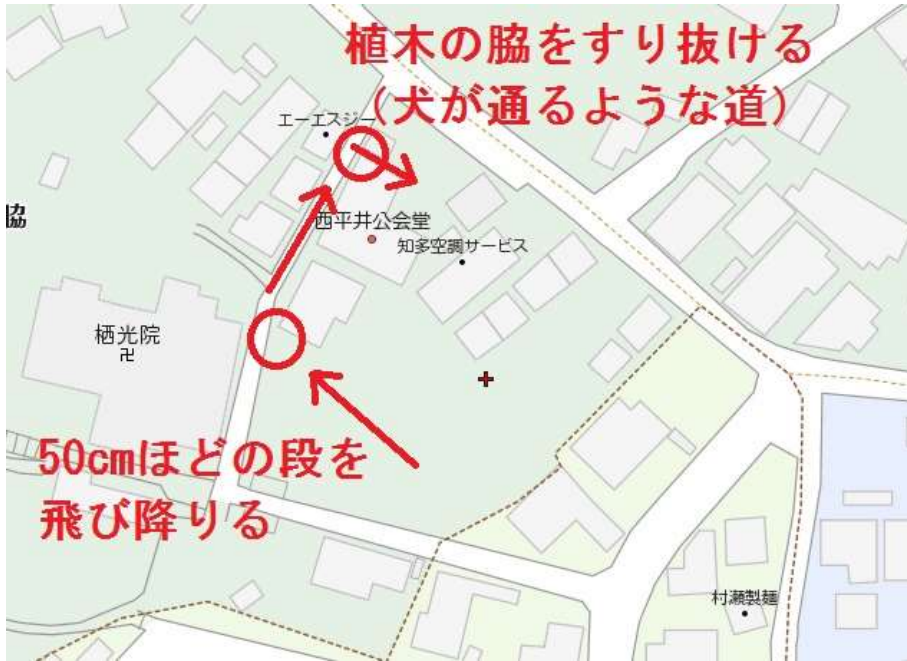 植木の脇をすり抜ける
（犬が通るような道）
エーエスジー
脇
西平井公会堂
知多空調サービス
栖光院
卍
50cmほどの段を
飛び降りる
村瀬製麺